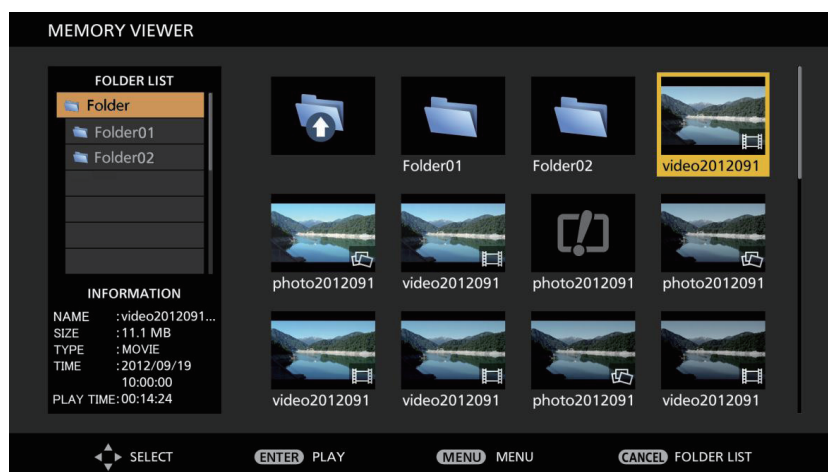 MEMORY VIEWER
FOLDER LIST
Folder
Folder01
Folder02
INFORMATION
NAME :video2012091...
SIZE :11.1 MB
TYPE :MOVIE
TIME :2012/09/19
10:00:00
PLAY TIME:00:14:24
Folder01 Folder02 video2012091
photo2012091 video2012091 photo2012091 photo2012091
video2012091 video2012091 photo2012091 video2012091
SELECT ENTER PLAY MENU MENU CANCEL FOLDER LIST